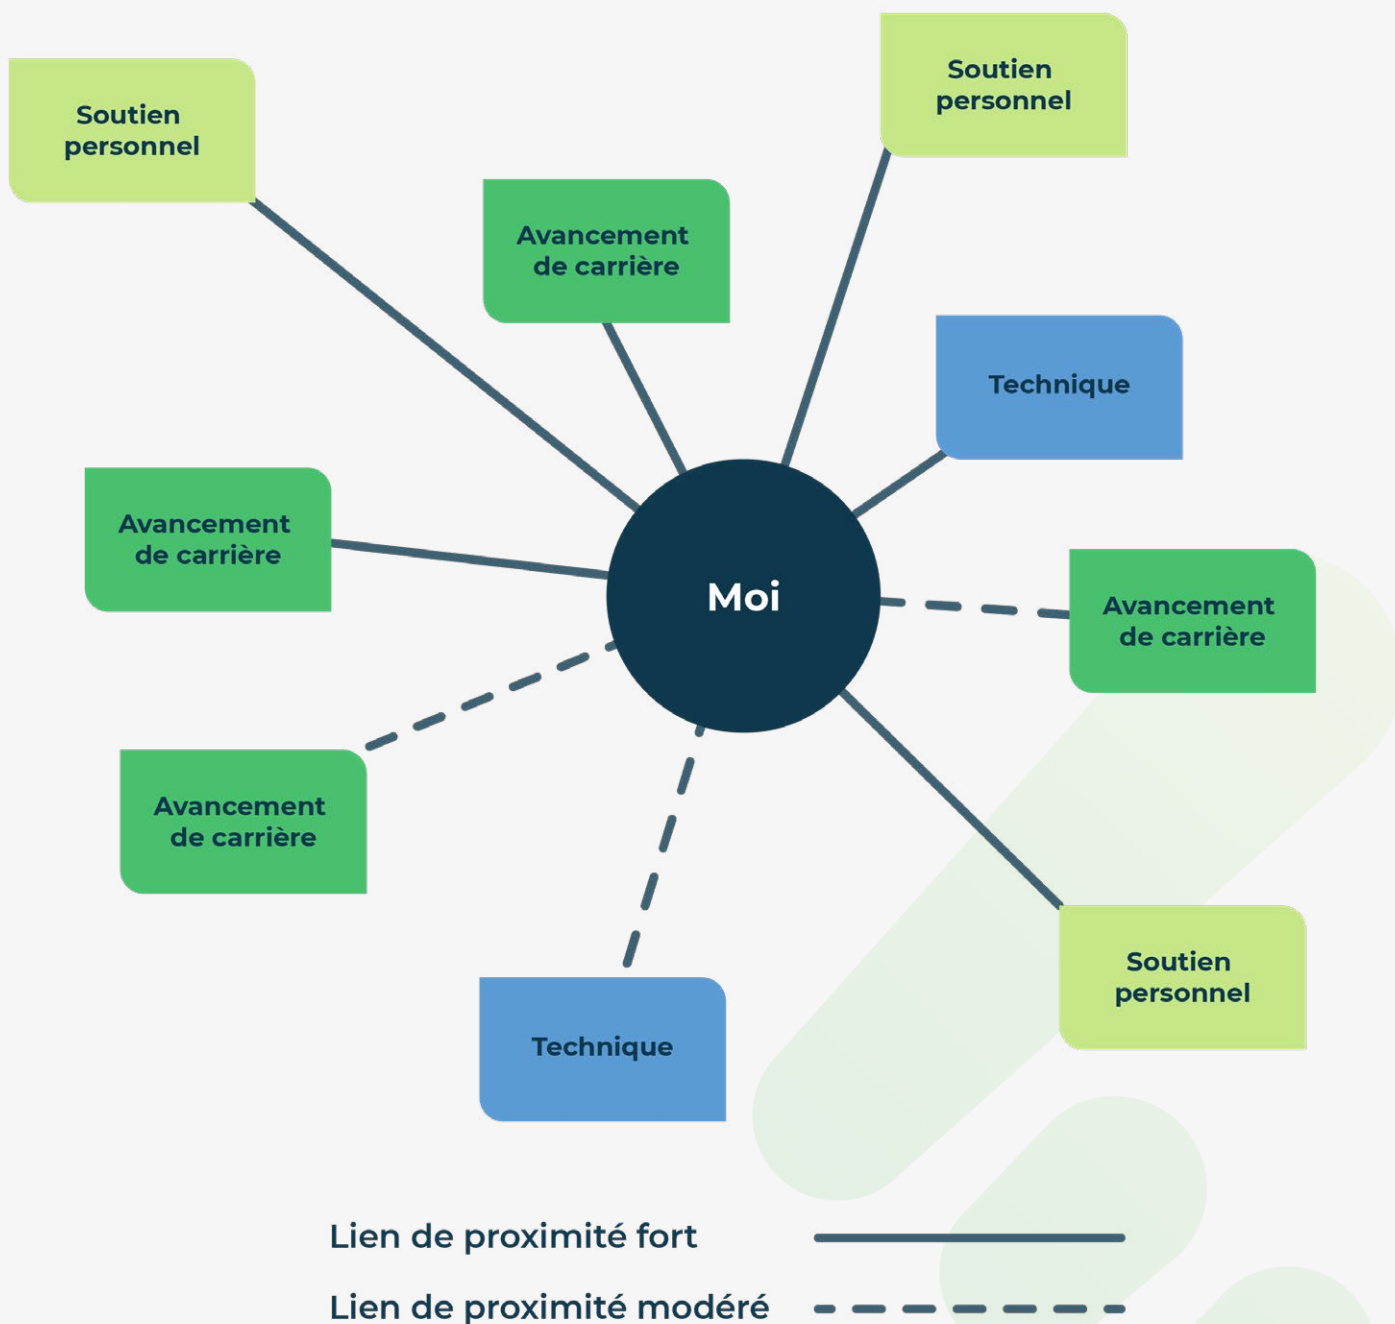 Soutien
personnel
Soutien
personnel
Avancement
de carrière
Technique
Avancement
de carrière
Moi
Avancement
de carrière
Avancement
de carrière
Soutien
personnel
Technique
Lien de proximité fort
Lien de proximité modéré